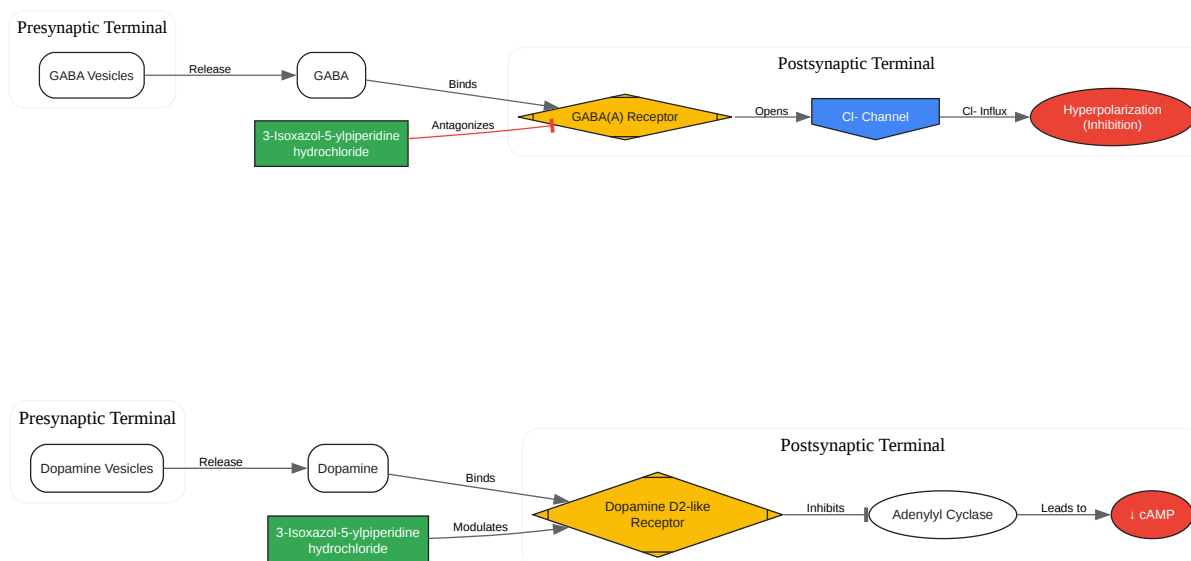 Presynaptic Terminal
GABA Vesicles
Release
GABA
Binds
3-Isoxazol-5-ylpiperidine
hydrochloride
Antagonizes
Postsynaptic Terminal
GABA(A) Receptor
Opens
Cl- Channel
Cl- Influx
Hyperpolarization
(Inhibition)
Presynaptic Terminal
Dopamine Vesicles
Release
Dopamine
Binds
3-Isoxazol-5-ylpiperidine
hydrochloride
Modulates
Postsynaptic Terminal
Dopamine D2-like
Receptor
Inhibits
Adenylyl Cyclase
Leads to
↓ cAMP